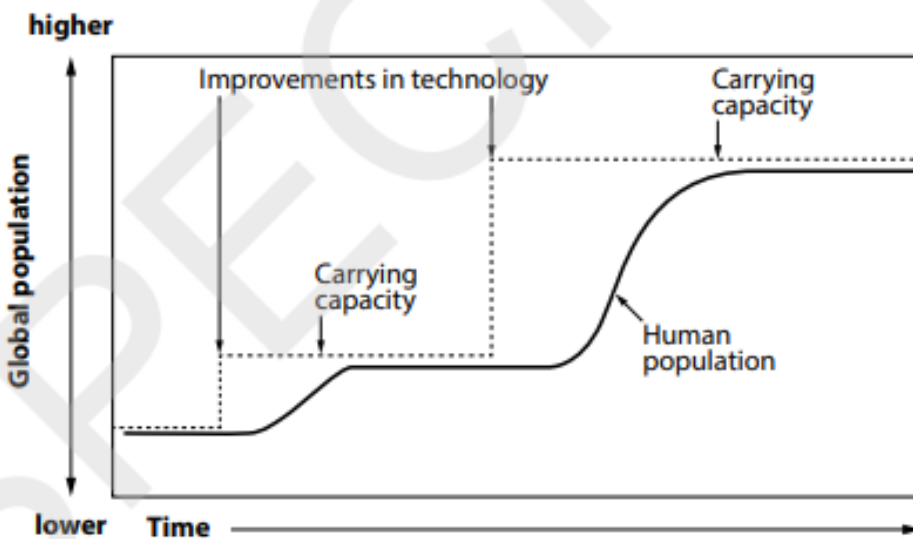 higher
Improvements in technology
Carrying
capacity
Carrying
capacity
Human
population
Global population
lower
Time